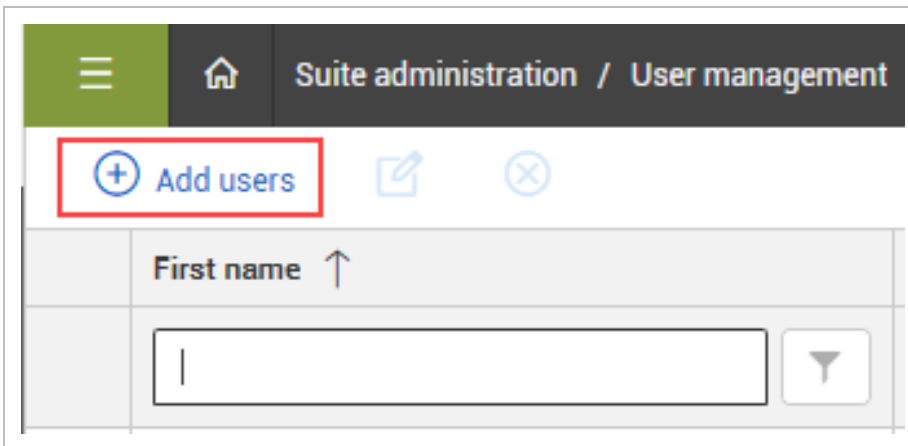 Suite administration / User management
Add users
First name ↑